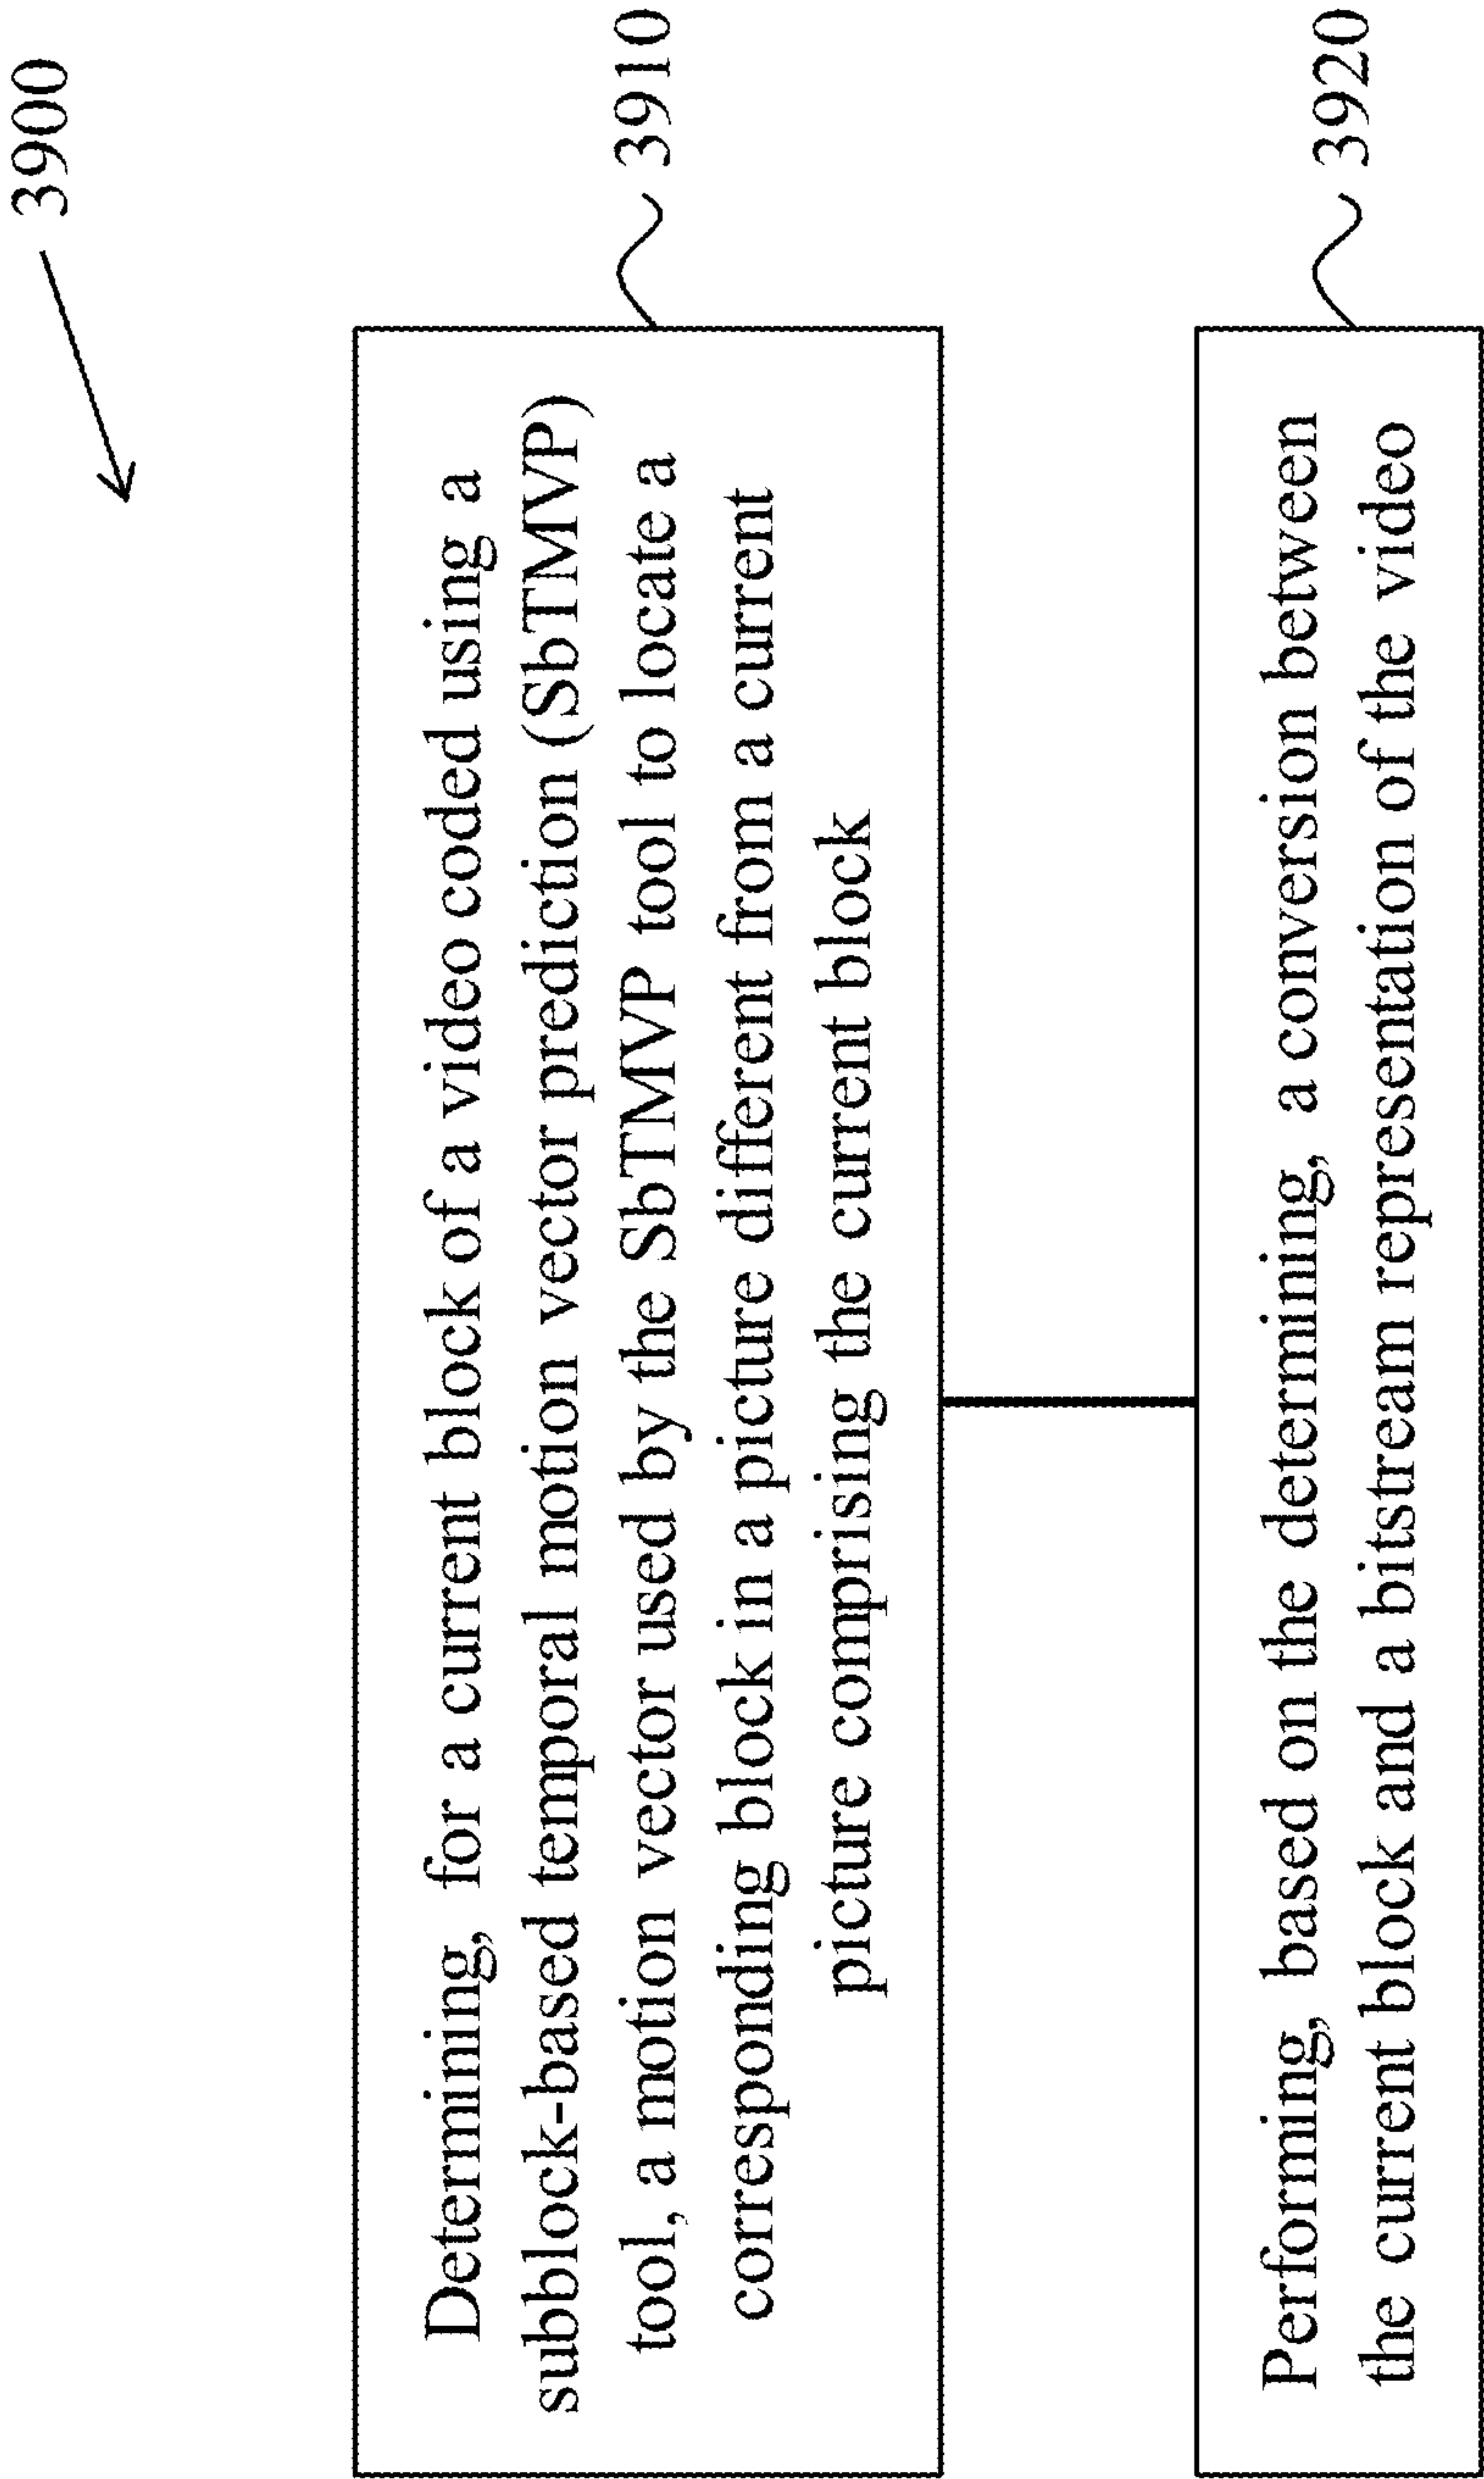 3900
Determining, for a current block of a video coded using a
subblock-based temporal motion vector prediction (SbTMVP)
tool, a motion vector used by the SbTMVP tool to locate a
corresponding block in a picture different from a current
picture comprising the current block
3910
Performing, based on the determining, a conversion between
the current block and a bitstream representation of the video
3920